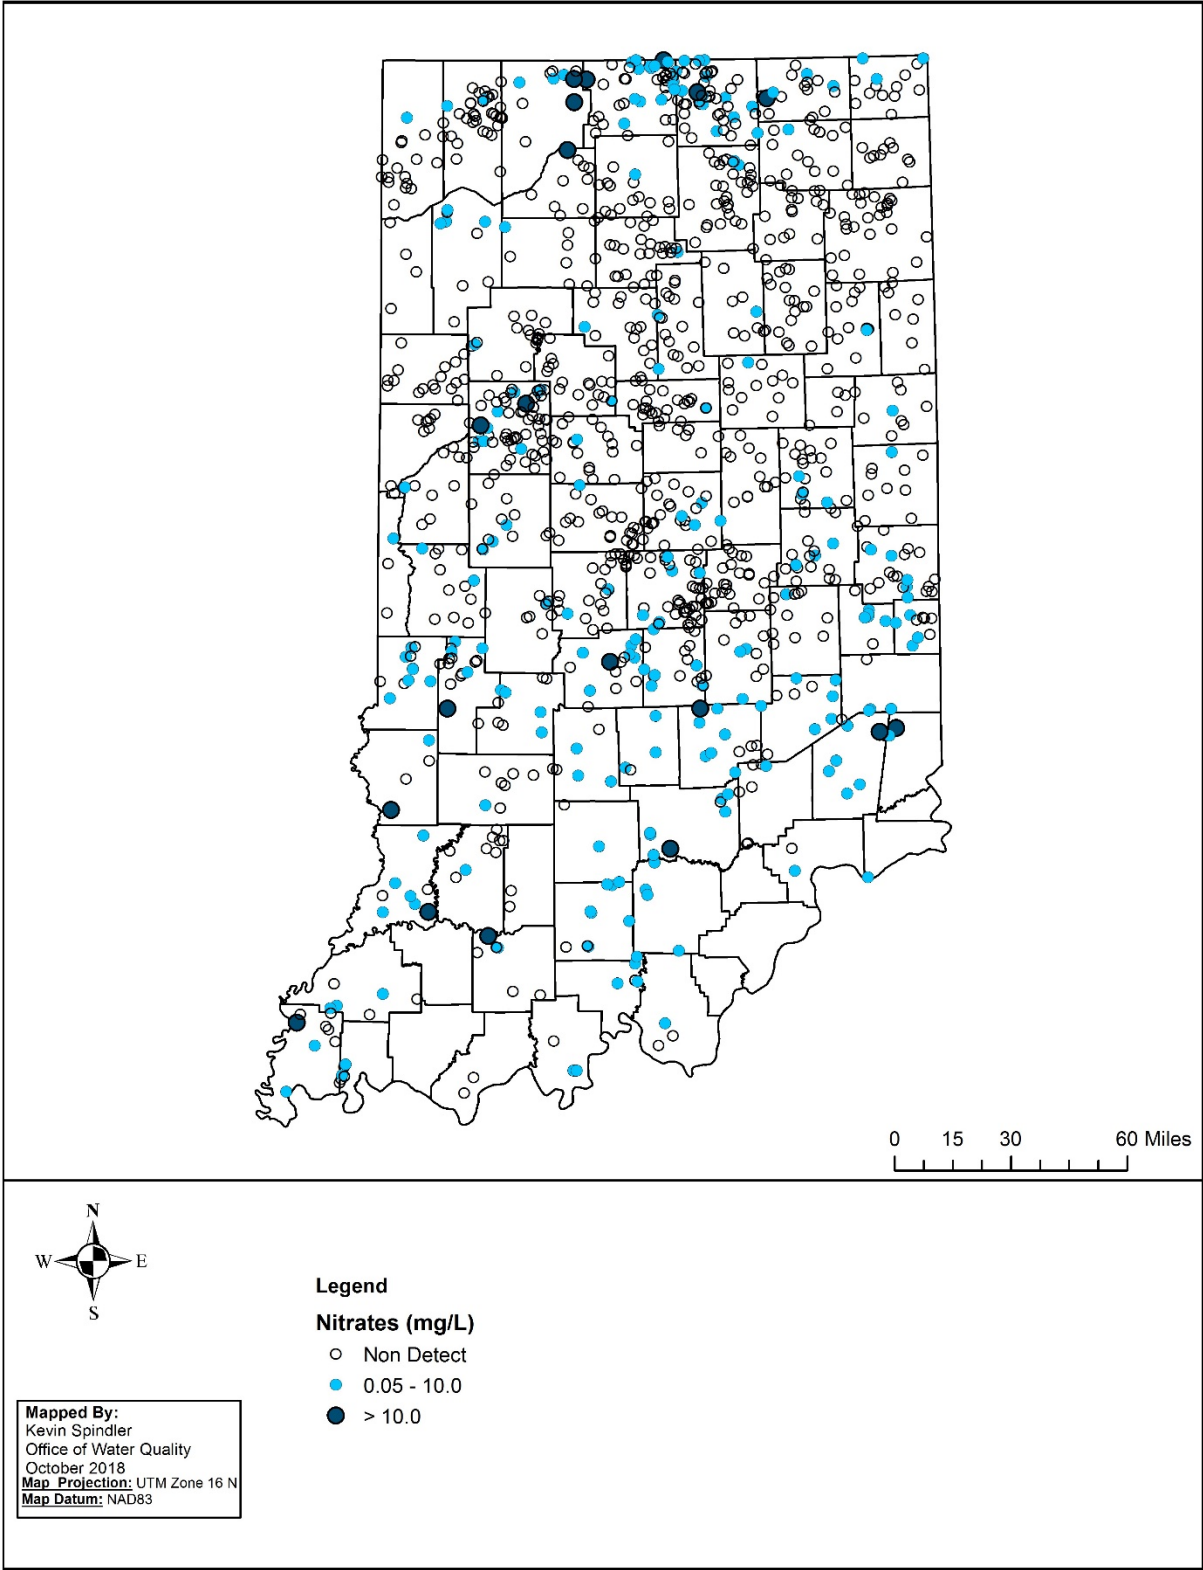 0 15 30 60 Miles
N
W E
S
Legend
Nitrates (mg/L)
Non Detect
0.05 - 10.0
> 10.0
Mapped By:
Kevin Spindler
Office of Water Quality
October 2018
Map Projection: UTM Zone 16 N
Map Datum: NAD83